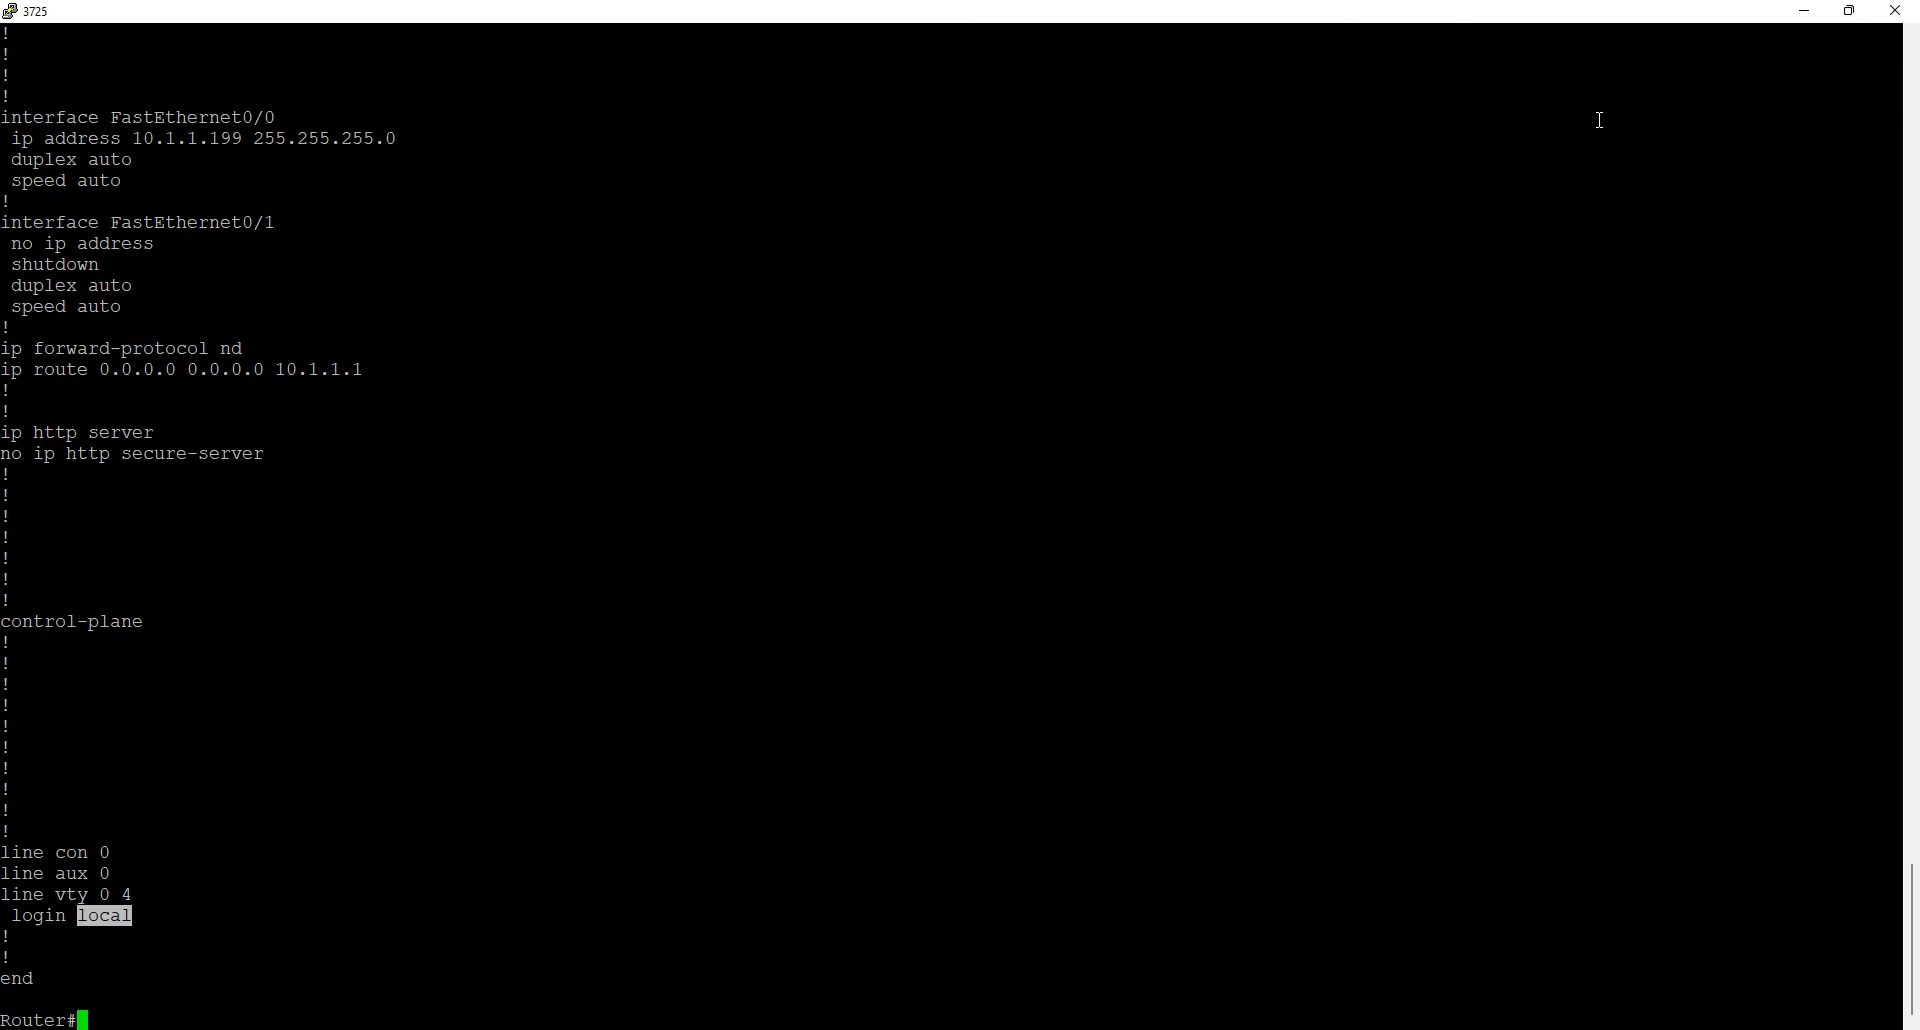 3725
!
!
!
!
interface FastEthernet0/0
 ip address 10.1.1.199 255.255.255.0
 duplex auto
 speed auto
!
interface FastEthernet0/1
 no ip address
 shutdown
 duplex auto
 speed auto
!
ip forward-protocol nd
ip route 0.0.0.0 0.0.0.0 10.1.1.1
!
!
ip http server
no ip http secure-server
!
!
!
!
!
!
!
control-plane
!
!
!
!
!
!
!
!
!
!
line con 0
line aux 0
line vty 0 4
 login local
!
!
end
Router#